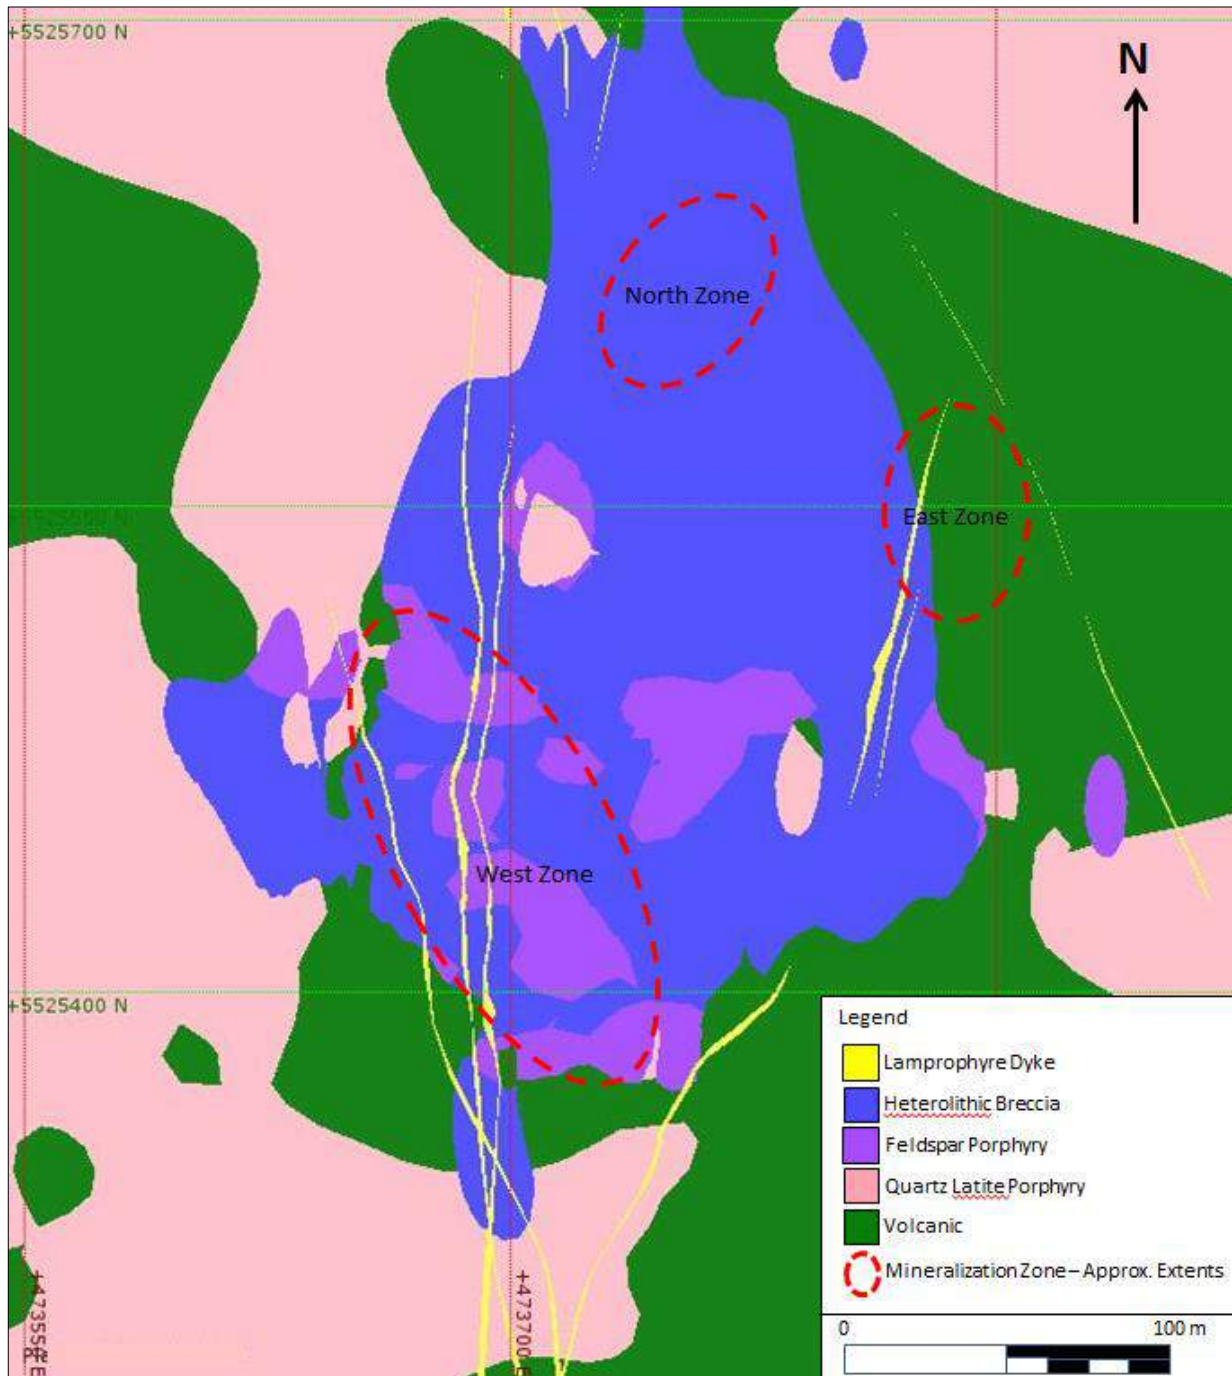 +5525700 N
N
North Zone
East Zone
West Zone
+5525400 N
Legend
Lamprophyre Dyke
Heterolithic Breccia
Feldspar Porphyry
Quartz Latite Porphyry
Volcanic
Mineralization Zone – Approx. Extents
0 100 m
+473550 E
+473700 E